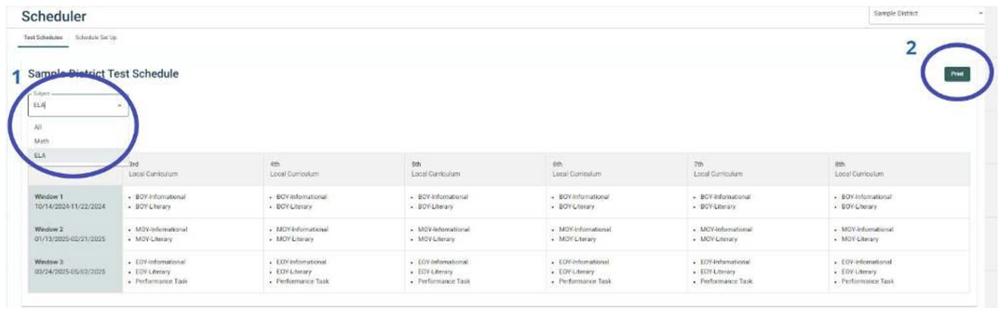 Scheduler
Sample District
Test Schedules Schedule Set Up
2
1 Sample District Test Schedule
Print
Subject
ELA
All
Math
ELA
3rd 4th 5th 6th 7th 8th
Local Curriculum Local Curriculum Local Curriculum Local Curriculum Local Curriculum Local Curriculum
Window 1 • BOY-Informational • BOY-Informational • BOY-Informational • BOY-Informational • BOY-Informational • BOY-Informational
10/14/2024-11/22/2024 • BOY-Literary • BOY-Literary • BOY-Literary • BOY-Literary • BOY-Literary • BOY-Literary
Window 2 • MOY-Informational • MOY-Informational • MOY-Informational • MOY-Informational • MOY-Informational • MOY-Informational
01/13/2025-02/21/2025 • MOY-Literary • MOY-Literary • MOY-Literary • MOY-Literary • MOY-Literary • MOY-Literary
Window 3 • EOY-Informational • EOY-Informational • EOY-Informational • EOY-Informational • EOY-Informational • EOY-Informational
03/24/2025-05/02/2025 • EOY-Literary • EOY-Literary • EOY-Literary • EOY-Literary • EOY-Literary • EOY-Literary
• Performance Task • Performance Task • Performance Task • Performance Task • Performance Task • Performance Task